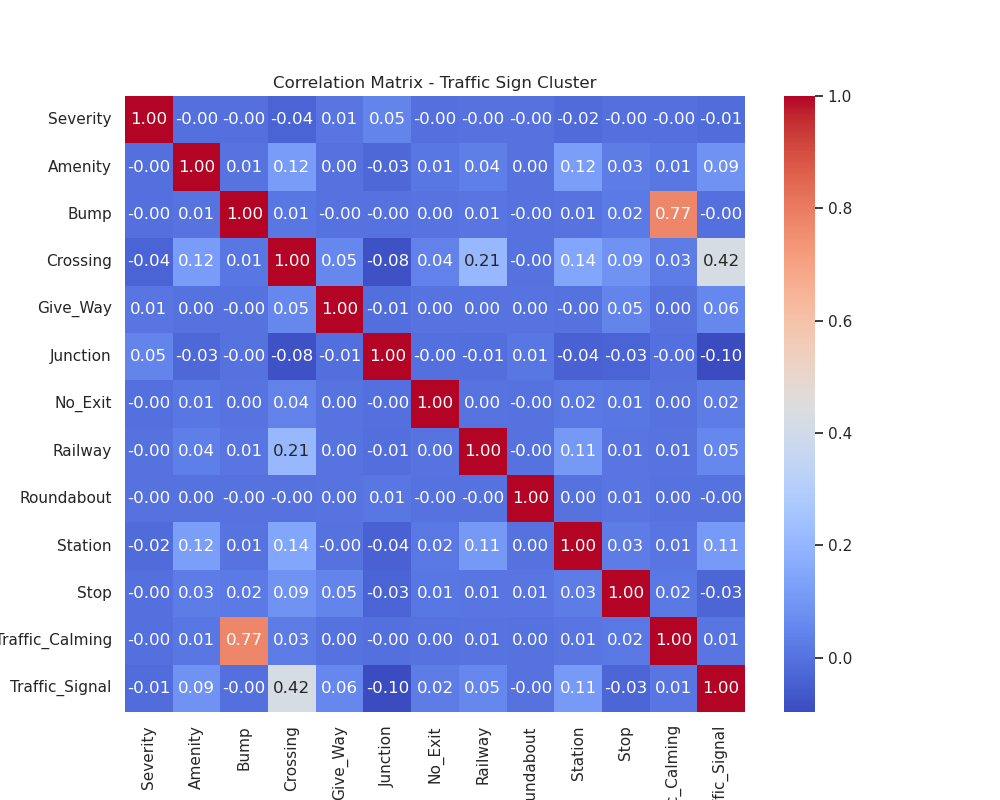 Correlation Matrix - Traffic Sign Cluster
Severity 1.00 -0.00 -0.00 -0.04 0.01 0.05 -0.00 -0.00 -0.00 -0.02 -0.00 -0.00 -0.01
Amenity -0.00 1.00 0.01 0.12 0.00 -0.03 0.01 0.04 0.00 0.12 0.03 0.01 0.09
Bump -0.00 0.01 1.00 0.01 -0.00 -0.00 0.00 0.01 -0.00 0.01 0.02 0.77 -0.00
Crossing -0.04 0.12 0.01 1.00 0.05 -0.08 0.04 0.21 -0.00 0.14 0.09 0.03 0.42
Give_Way 0.01 0.00 -0.00 0.05 1.00 -0.01 0.00 0.00 0.00 -0.00 0.05 0.00 0.06
Junction 0.05 -0.03 -0.00 -0.08 -0.01 1.00 -0.00 -0.01 0.01 -0.04 -0.03 -0.00 -0.10
No_Exit -0.00 0.01 0.00 0.04 0.00 -0.00 1.00 0.00 -0.00 0.02 0.01 0.00 0.02
Railway -0.00 0.04 0.01 0.21 0.00 -0.01 0.00 1.00 -0.00 0.11 0.01 0.01 0.05
Roundabout -0.00 0.00 -0.00 -0.00 0.00 0.01 -0.00 -0.00 1.00 0.00 0.01 0.00 -0.00
Station -0.02 0.12 0.01 0.14 -0.00 -0.04 0.02 0.11 0.00 1.00 0.03 0.01 0.11
Stop -0.00 0.03 0.02 0.09 0.05 -0.03 0.01 0.01 0.01 0.03 1.00 0.02 -0.03
raffic_Calming -0.00 0.01 0.77 0.03 0.00 -0.00 0.00 0.01 0.00 0.01 0.02 1.00 0.01
Traffic_Signal -0.01 0.09 -0.00 0.42 0.06 -0.10 0.02 0.05 -0.00 0.11 -0.03 0.01 1.00
Severity
Amenity
Bump
Crossing
Give_Way
Junction
No_Exit
Railway
undabout
Station
Stop
c_Calming
ffic_Signal
1.0
0.8
0.6
0.4
0.2
0.0